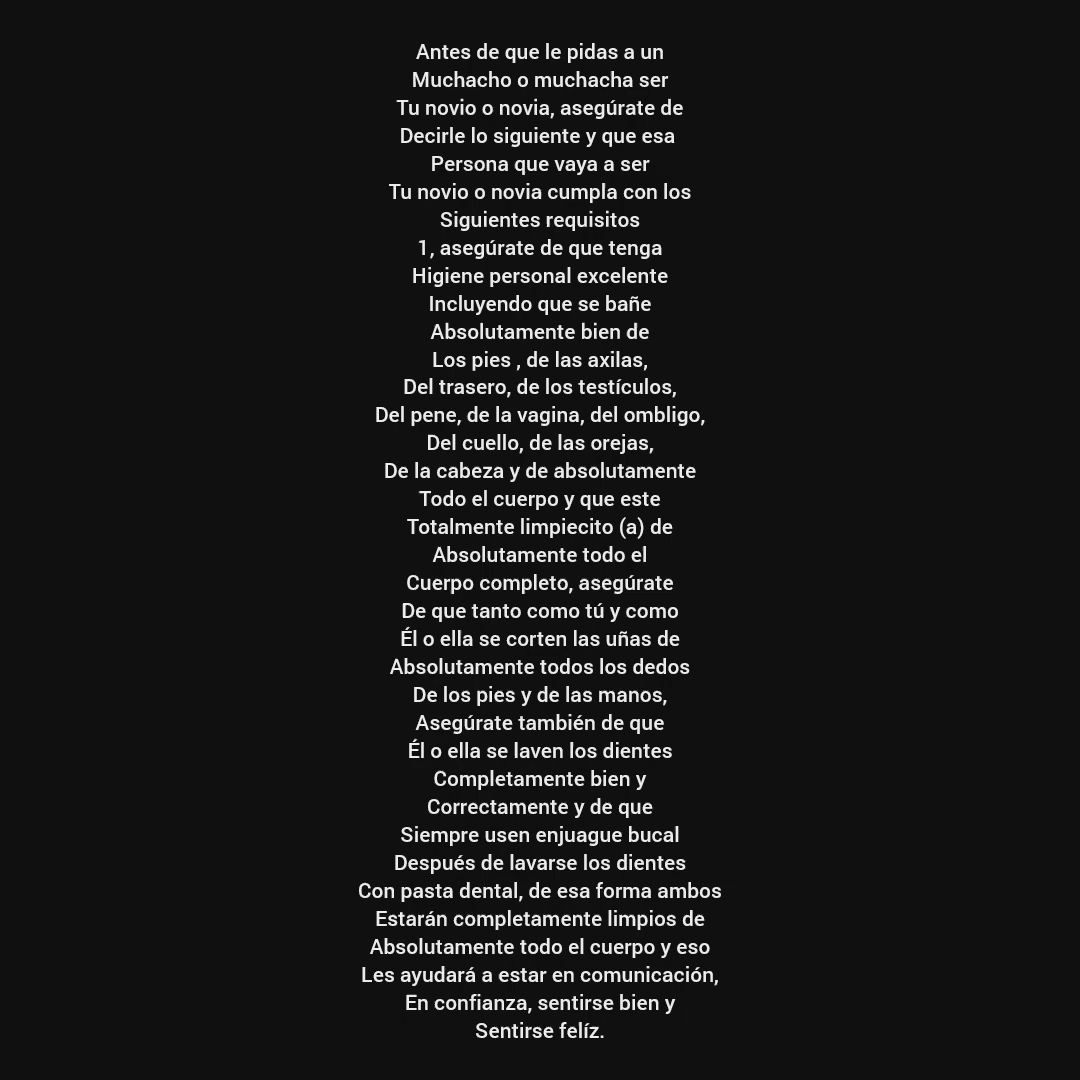 Antes de que le pidas a un
Muchacho o muchacha ser
Tu novio o novia, asegúrate de
Decirle lo siguiente y que esa
Persona que vaya a ser
Tu novio o novia cumpla con los
Siguientes requisitos
1, asegúrate de que tenga
Higiene personal excelente
Incluyendo que se bañe
Absolutamente bien de
Los pies , de las axilas,
Del trasero, de los testículos,
Del pene, de la vagina, del ombligo,
Del cuello, de las orejas,
De la cabeza y de absolutamente
Todo el cuerpo y que este
Totalmente limpiecito (a) de
Absolutamente todo el
Cuerpo completo, asegúrate
De que tanto como tú y como
Él o ella se corten las uñas de
Absolutamente todos los dedos
De los pies y de las manos,
Asegúrate también de que
Él o ella se laven los dientes
Completamente bien y
Correctamente y de que
Siempre usen enjuague bucal
Después de lavarse los dientes
Con pasta dental, de esa forma ambos
Estarán completamente limpios de
Absolutamente todo el cuerpo y eso
Les ayudará a estar en comunicación,
En confianza, sentirse bien y
Sentirse felíz.